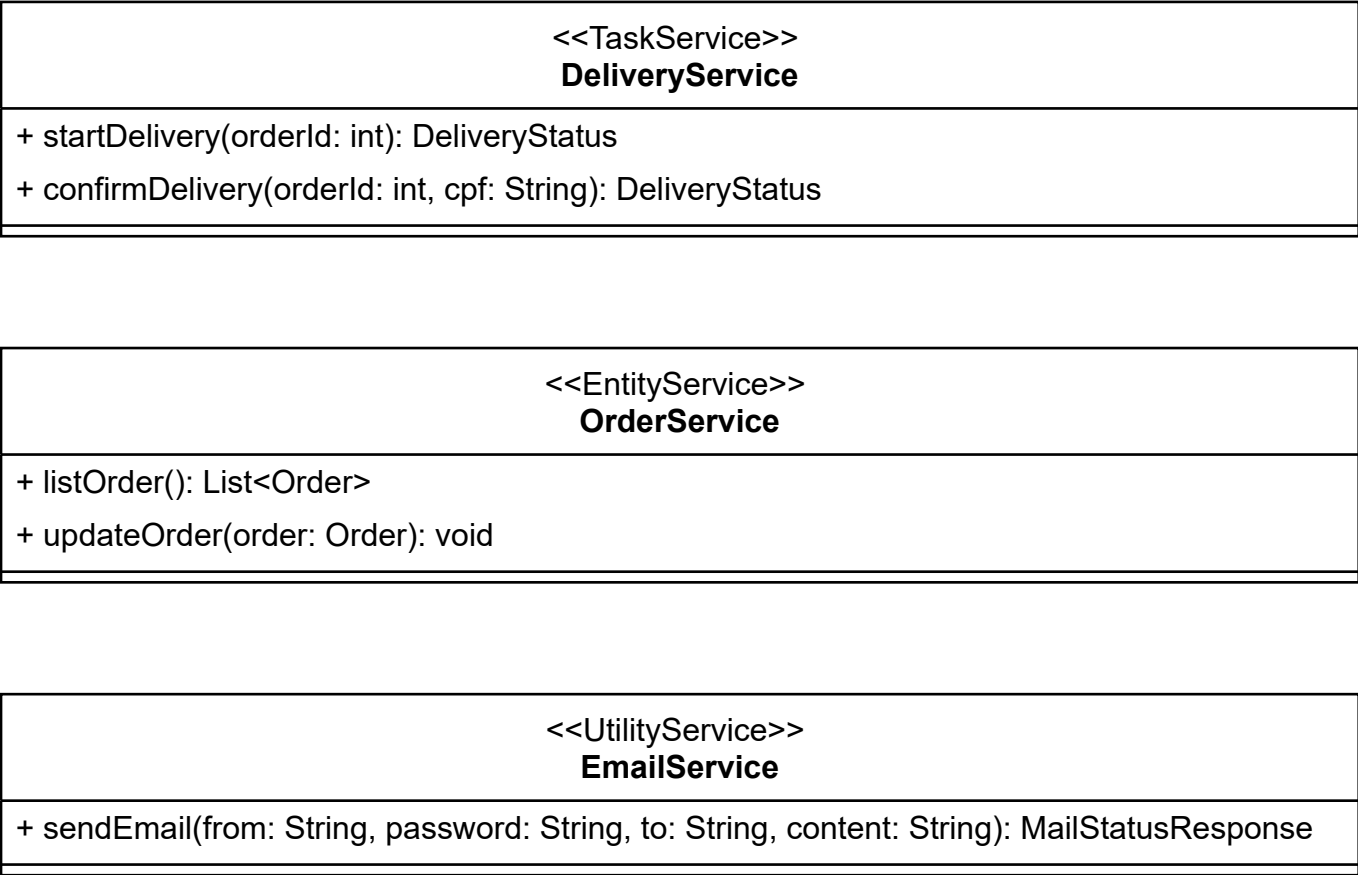 <<TaskService>>
DeliveryService
+ startDelivery(orderId: int): DeliveryStatus
+ confirmDelivery(orderId: int, cpf: String): DeliveryStatus
<<EntityService>>
OrderService
+ listOrder(): List<Order>
+ updateOrder(order: Order): void
<<UtilityService>>
EmailService
+ sendEmail(from: String, password: String, to: String, content: String): MailStatusResponse